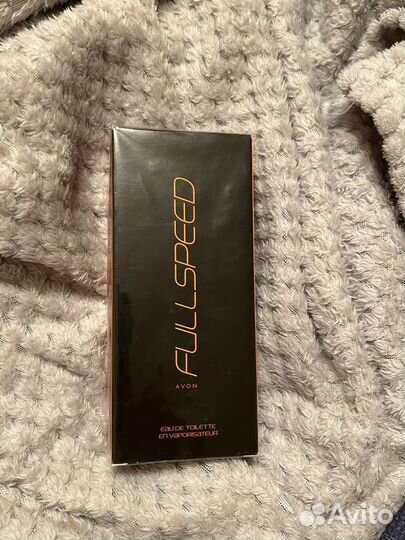 FULLSPEED
AVON
EAU DE TOILETTE
EN VAPORISATEUR
Avito